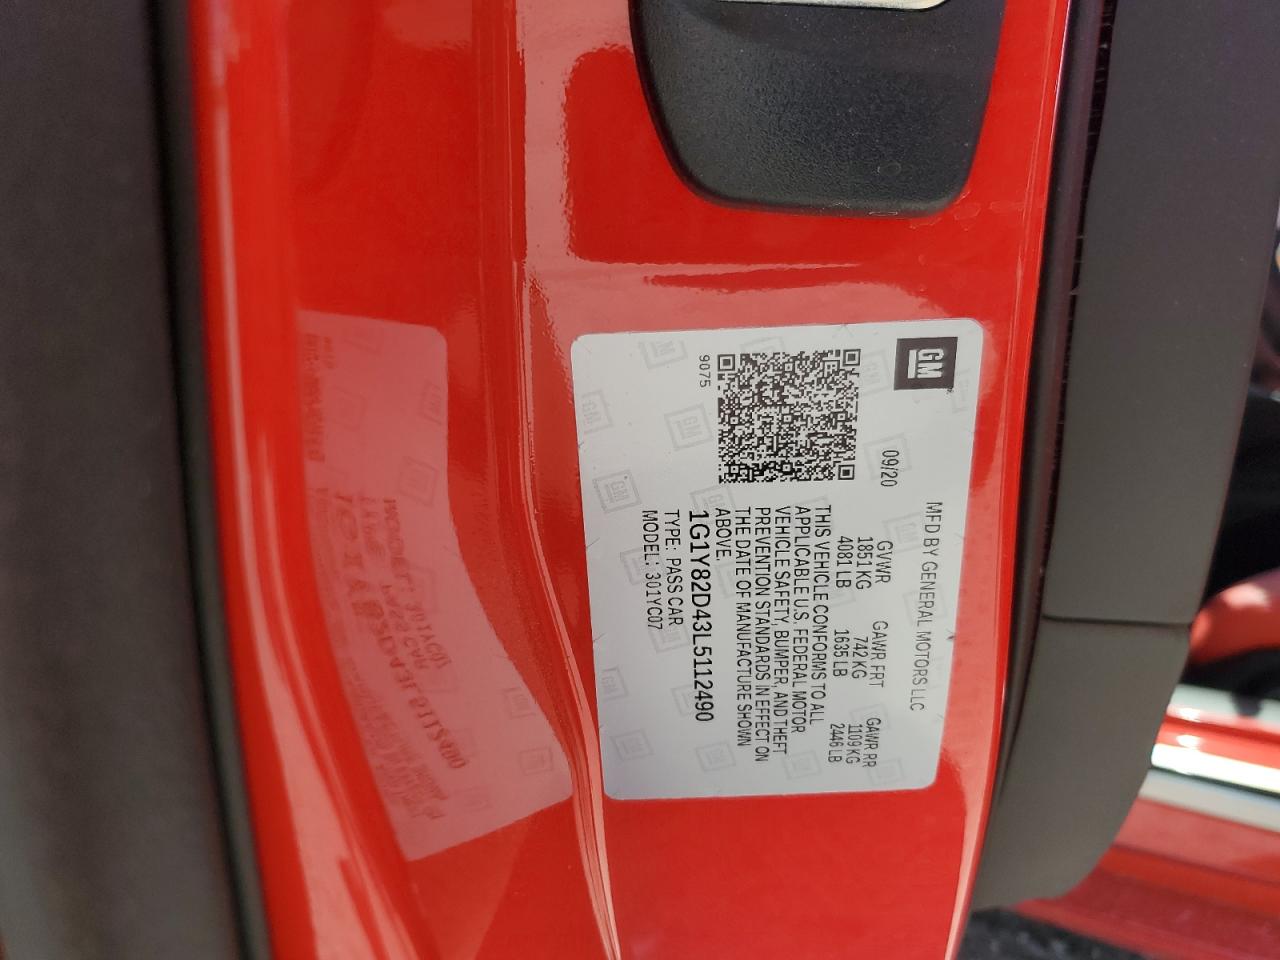 GM
MFD BY GENERAL MOTORS LLC
09/20
GVWR GAWR FRT GAWR RR
1851 KG 742 KG 1109 KG
4081 LB 1635 LB 2446 LB
THIS VEHICLE CONFORMS TO ALL
APPLICABLE U.S. FEDERAL MOTOR
VEHICLE SAFETY, BUMPER, AND THEFT
PREVENTION STANDARDS IN EFFECT ON
THE DATE OF MANUFACTURE SHOWN
ABOVE.
9075
1G1Y82D43L5112490
TYPE: PASS CAR
MODEL: 301YC07